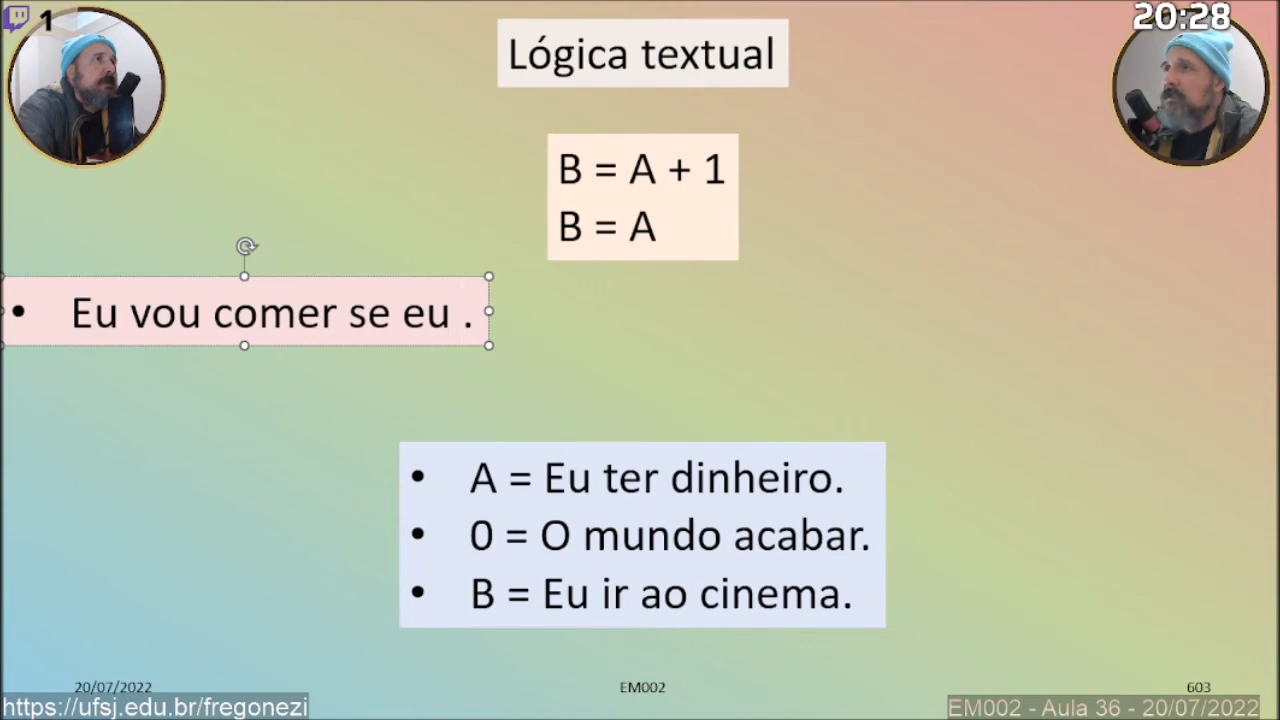 1
20:28
Lógica textual
B = A + 1
B = A
• Eu vou comer se eu .
• A = Eu ter dinheiro.
• 0 = O mundo acabar.
• B = Eu ir ao cinema.
20/07/2022
EM002
603
https://ufsj.edu.br/fregonezi
EM002 - Aula 36 - 20/07/2022